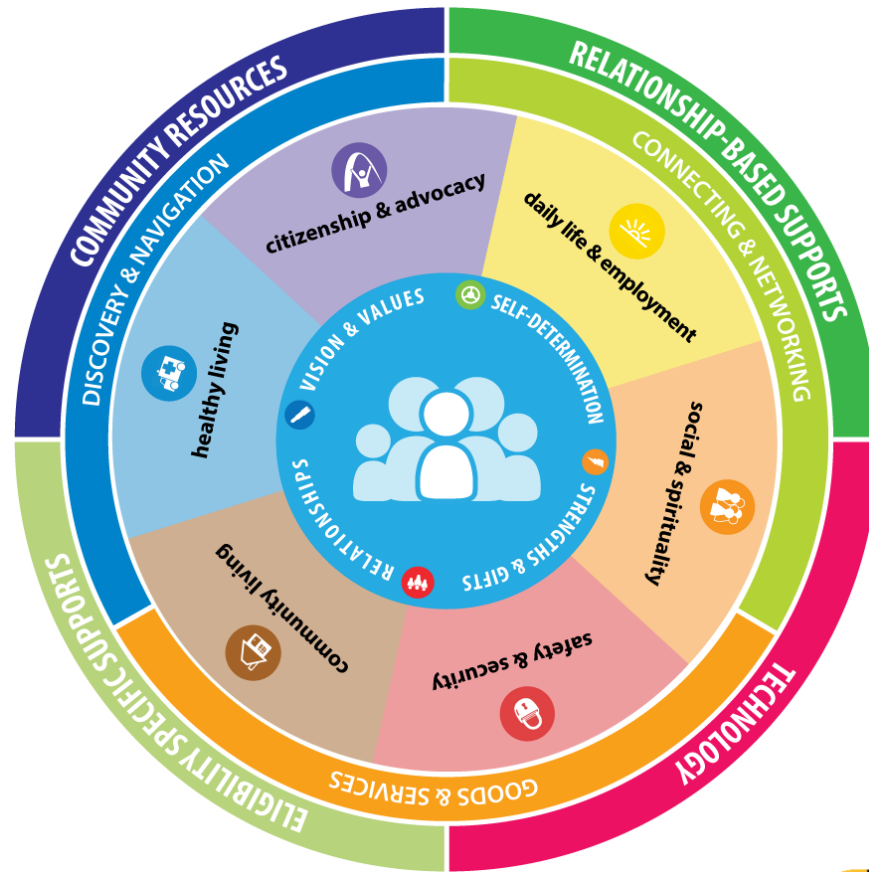 COMMUNITY RESOURCES
RELATIONSHIP-BASED SUPPORTS
TECHNOLOGY
ELIGIBILITY SPECIFIC SUPPORTS
DISCOVERY & NAVIGATION
CONNECTING & NETWORKING
GOODS & SERVICES
citizenship & advocacy
daily life & employment
social & spirituality
safety & security
community living
healthy living
VISION & VALUES
SELF-DETERMINATION
STRENGTHS & GIFTS
RELATIONSHIPS